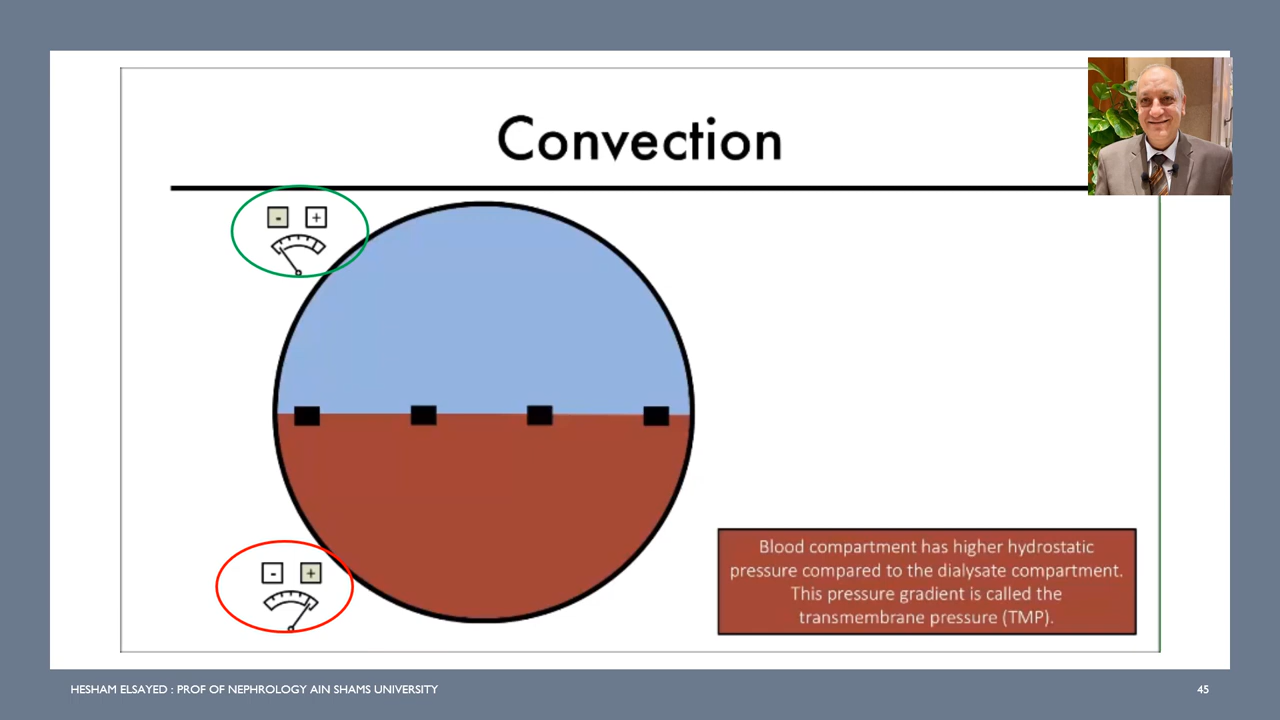 Convection
- +
- +
Blood compartment has higher hydrostatic
pressure compared to the dialysate compartment.
This pressure gradient is called the
transmembrane pressure (TMP).
HESHAM ELSAYED : PROF OF NEPHROLOGY AIN SHAMS UNIVERSITY
45